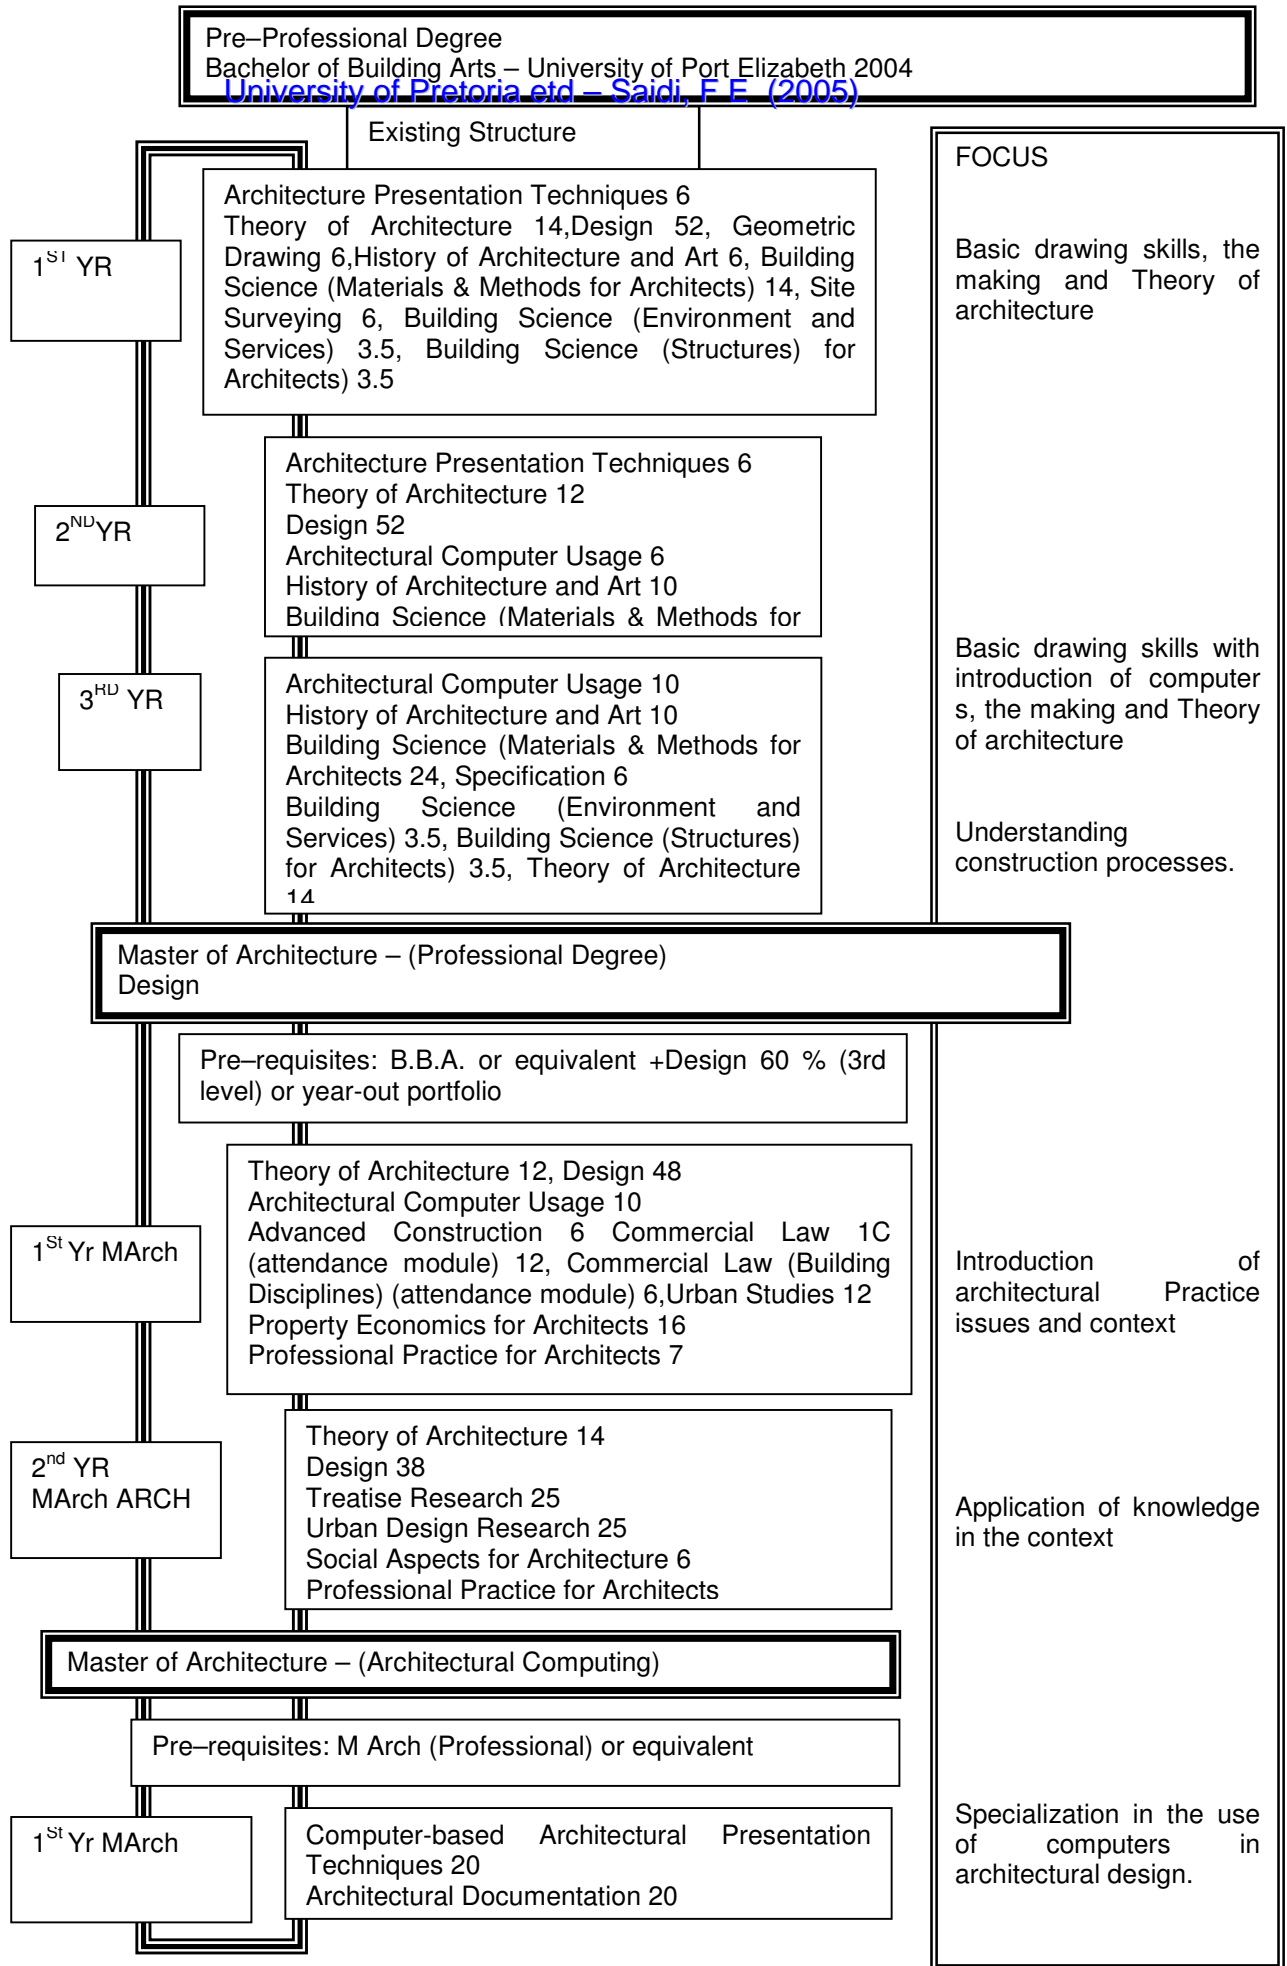 Pre–Professional Degree
Bachelor of Building Arts – University of Port Elizabeth 2004
University of Pretoria etd – Saidi, F E (2005)
Existing Structure
FOCUS
1ST YR
Architecture Presentation Techniques 6
Theory of Architecture 14,Design 52, Geometric
Drawing 6,History of Architecture and Art 6, Building
Science (Materials & Methods for Architects) 14, Site
Surveying 6, Building Science (Environment and
Services) 3.5, Building Science (Structures) for
Architects) 3.5
Basic drawing skills, the
making and Theory of
architecture
2NDYR
Architecture Presentation Techniques 6
Theory of Architecture 12
Design 52
Architectural Computer Usage 6
History of Architecture and Art 10
Building Science (Materials & Methods for
Basic drawing skills with
introduction of computer
s, the making and Theory
of architecture
3RD YR
Architectural Computer Usage 10
History of Architecture and Art 10
Building Science (Materials & Methods for
Architects 24, Specification 6
Building Science (Environment and
Services) 3.5, Building Science (Structures)
for Architects) 3.5, Theory of Architecture
14
Understanding
construction processes.
Master of Architecture – (Professional Degree)
Design
Pre–requisites: B.B.A. or equivalent +Design 60 % (3rd
level) or year-out portfolio
1St Yr MArch
Theory of Architecture 12, Design 48
Architectural Computer Usage 10
Advanced Construction 6 Commercial Law 1C
(attendance module) 12, Commercial Law (Building
Disciplines) (attendance module) 6,Urban Studies 12
Property Economics for Architects 16
Professional Practice for Architects 7
Introduction of
architectural Practice
issues and context
2nd YR
MArch ARCH
Theory of Architecture 14
Design 38
Treatise Research 25
Urban Design Research 25
Social Aspects for Architecture 6
Professional Practice for Architects
Application of knowledge
in the context
Master of Architecture – (Architectural Computing)
Pre–requisites: M Arch (Professional) or equivalent
1St Yr MArch
Computer-based Architectural Presentation
Techniques 20
Architectural Documentation 20
Specialization in the use
of computers in
architectural design.